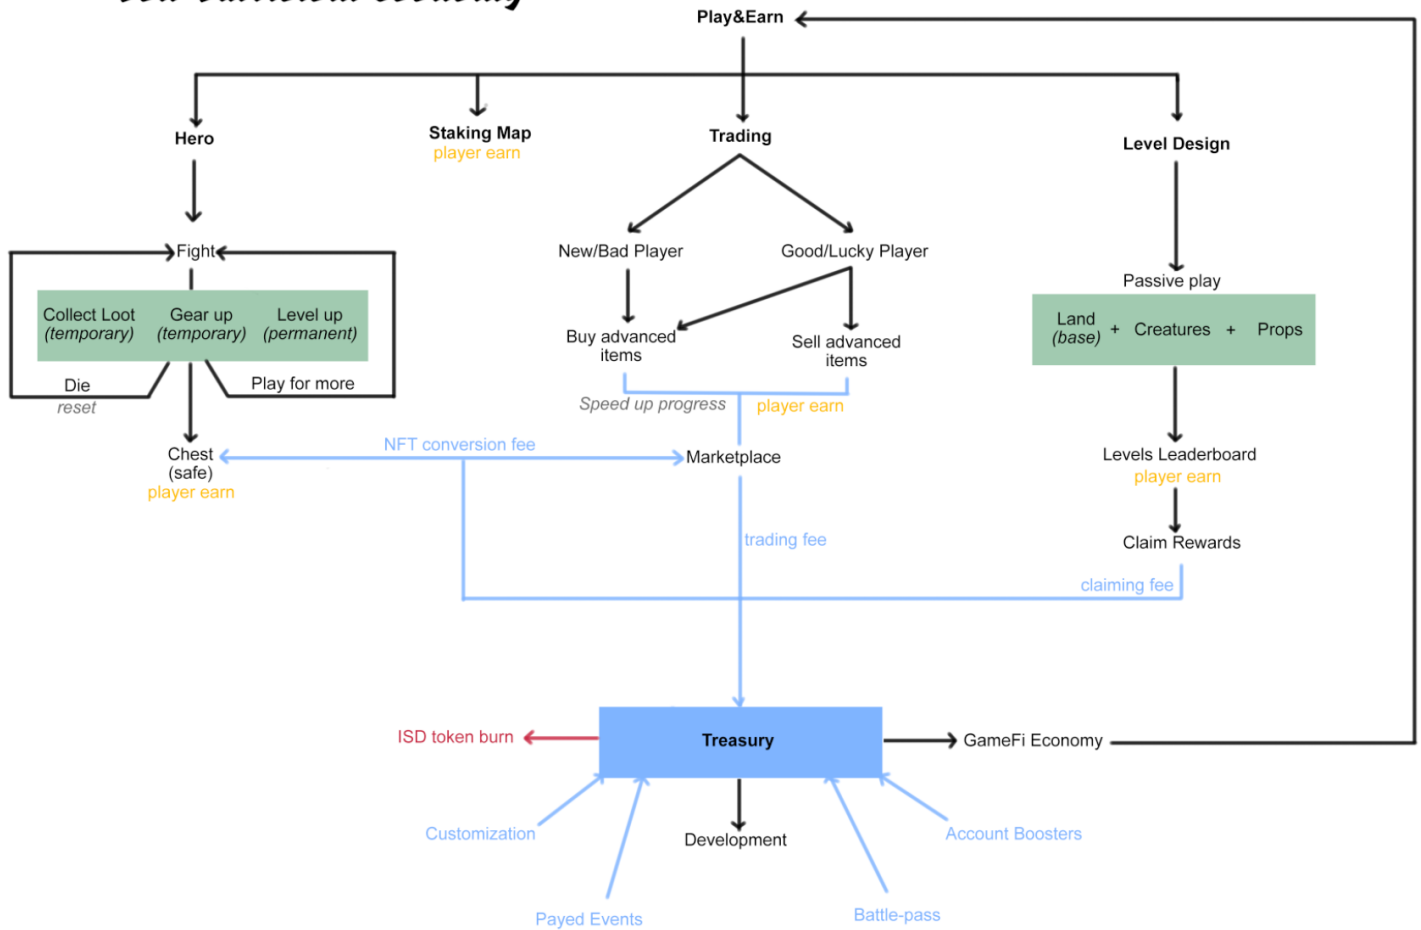 Play&Earn
Hero
Staking Map
player earn
Trading
Level Design
Fight
New/Bad Player
Good/Lucky Player
Passive play
Collect Loot
(temporary)
Gear up
(temporary)
Level up
(permanent)
Land
(base)
+
Creatures
+
Props
Buy advanced
items
Sell advanced
items
Die
reset
Play for more
Speed up progress
player earn
NFT conversion fee
Chest
(safe)
player earn
Marketplace
Levels Leaderboard
player earn
trading fee
Claim Rewards
claiming fee
ISD token burn
Treasury
GameFi Economy
Customization
Development
Account Boosters
Payed Events
Battle-pass